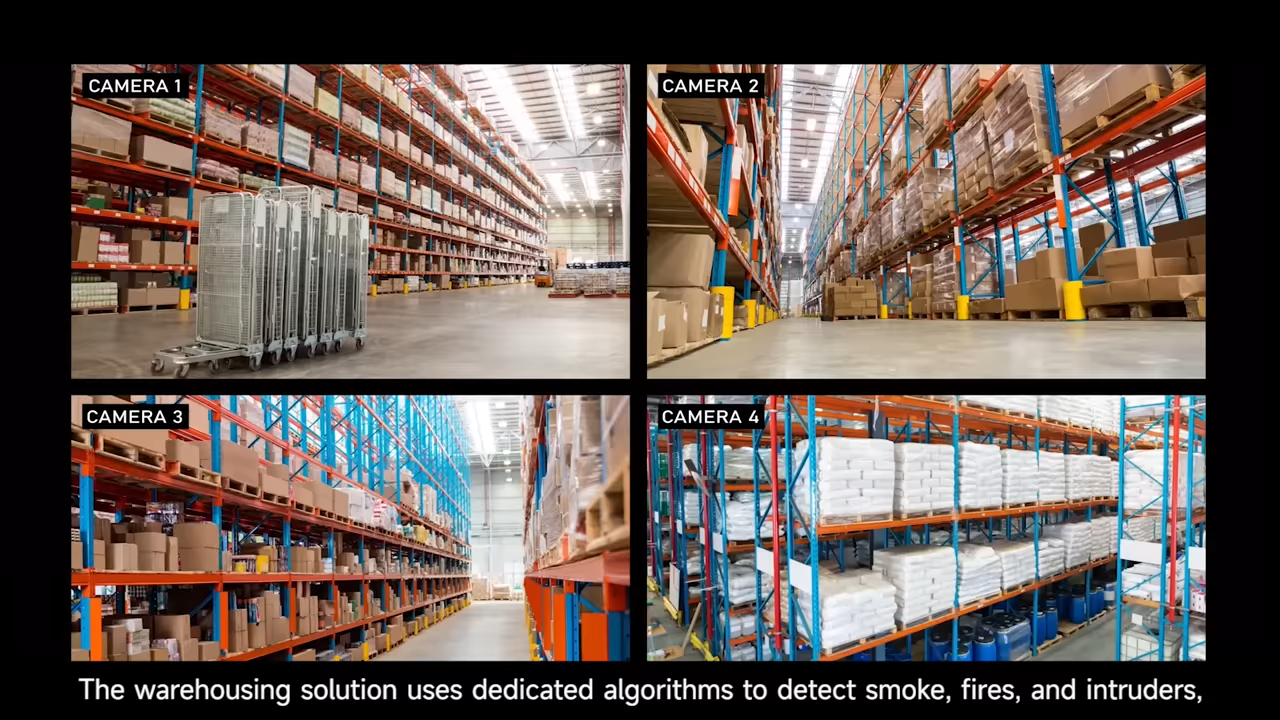 CAMERA 1
CAMERA 2
CAMERA 3
CAMERA 4
The warehousing solution uses dedicated algorithms to detect smoke, fires, and intruders,